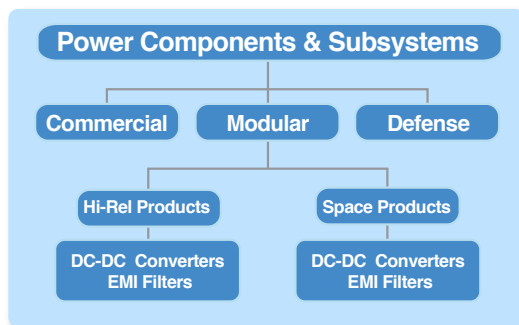 Power Components & Subsystems
Commercial
Modular
Defense
Hi-Rel Products
Space Products
DC-DC Converters
EMI Filters
DC-DC Converters
EMI Filters